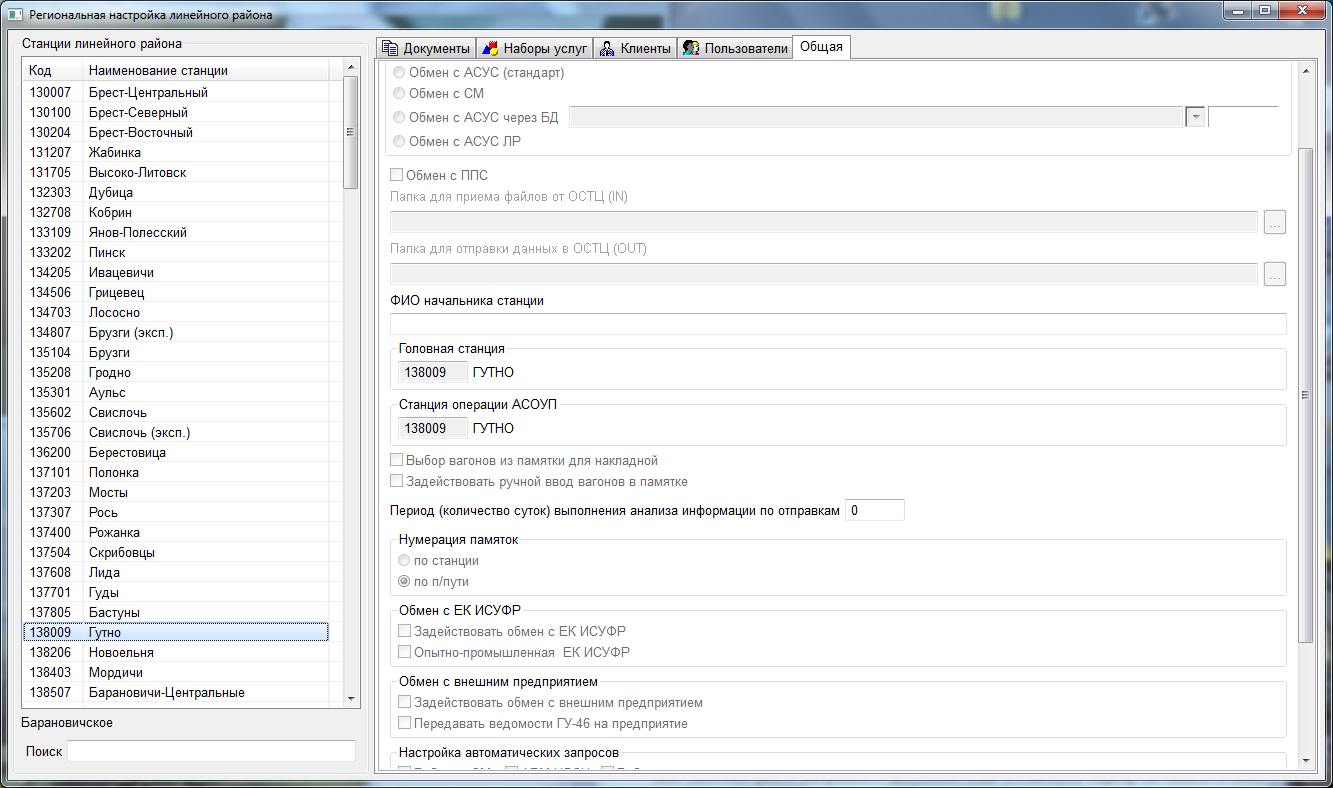 Региональная настройка линейного района
Станции линейного района
Код Наименование станции
130007 Брест-Центральный
130100 Брест-Северный
130204 Брест-Восточный
131207 Жабинка
131705 Высоко-Литовск
132303 Дубица
132708 Кобрин
133109 Янов-Полесский
133202 Пинск
134205 Ивацевичи
134506 Грицевец
134703 Лососно
134807 Брузги (эксп.)
135104 Брузги
135208 Гродно
135301 Аульс
135602 Свислочь
135706 Свислочь (эксп.)
136200 Берестовица
137101 Полонка
137203 Мосты
137307 Рось
137400 Рожанка
137504 Скрибовцы
137608 Лида
137701 Гуды
137805 Бастуны
138009 Гутно
138206 Новоельня
138403 Мордичи
138507 Барановичи-Центральные
Барановичское
Поиск
Документы Наборы услуг Клиенты Пользователи Общая
Обмен с АСУС (стандарт)
Обмен с СМ
Обмен с АСУС через БД
Обмен с АСУС ЛР
Обмен с ППС
Папка для приема файлов от ОСТЦ (IN)
...
Папка для отправки данных в ОСТЦ (OUT)
...
ФИО начальника станции
Головная станция
138009 ГУТНО
Станция операции АСОУП
138009 ГУТНО
Выбор вагонов из памятки для накладной
Задействовать ручной ввод вагонов в памятке
Период (количество суток) выполнения анализа информации по отправкам 0
Нумерация памяток
по станции
по п/пути
Обмен с ЕК ИСУФР
Задействовать обмен с ЕК ИСУФР
Опытно-промышленная ЕК ИСУФР
Обмен с внешним предприятием
Задействовать обмен с внешним предприятием
Передавать ведомости ГУ-46 на предприятие
Настройка автоматических запросов